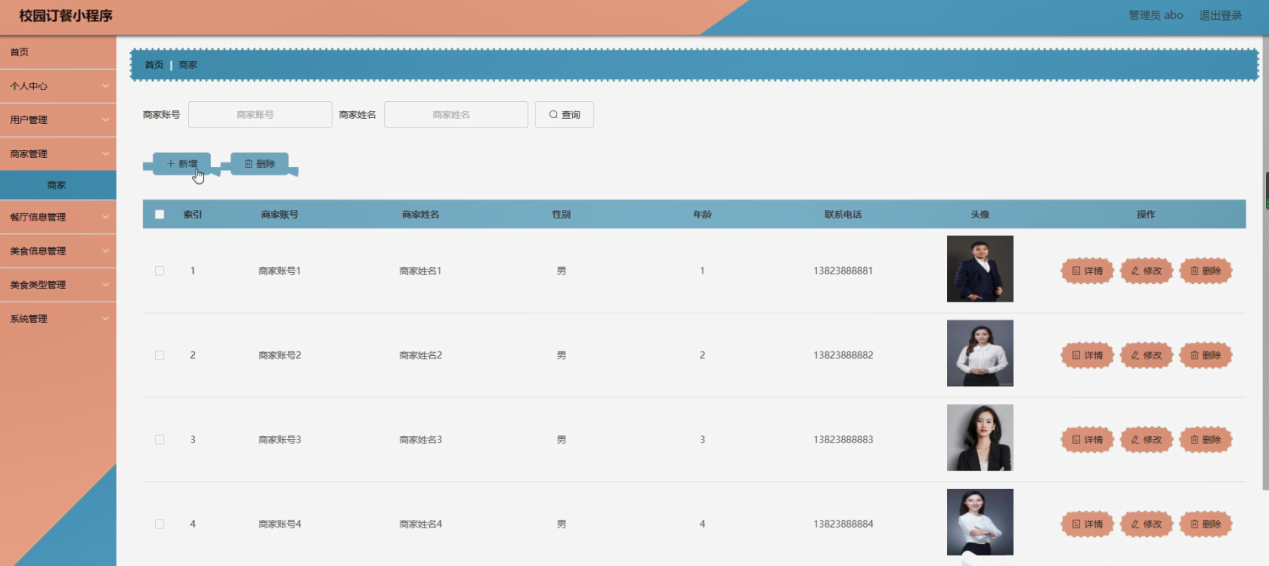 校园订餐小程序
管理员 abo 退出登录
首页
个人中心
用户管理
商家管理
商家
餐厅信息管理
美食信息管理
美食类型管理
系统管理
首页 | 商家
商家账号 商家账号 商家姓名 商家姓名 查询
+ 新增 删除
索引 商家账号 商家姓名 性别 年龄 联系电话 头像 操作
1 商家账号1 商家姓名1 男 1 13823888881 详情 修改 删除
2 商家账号2 商家姓名2 男 2 13823888882 详情 修改 删除
3 商家账号3 商家姓名3 男 3 13823888883 详情 修改 删除
4 商家账号4 商家姓名4 男 4 13823888884 详情 修改 删除